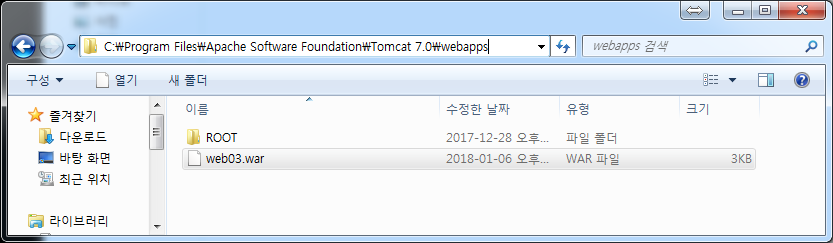 C:₩Program Files₩Apache Software Foundation₩Tomcat 7.0₩webapps
webapps 검색
구성 열기 새 폴더
즐겨찾기
다운로드
바탕 화면
최근 위치
라이브러리
이름 수정한 날짜 유형 크기
ROOT 2017-12-28 오후... 파일 폴더
web03.war 2018-01-06 오후... WAR 파일 3KB